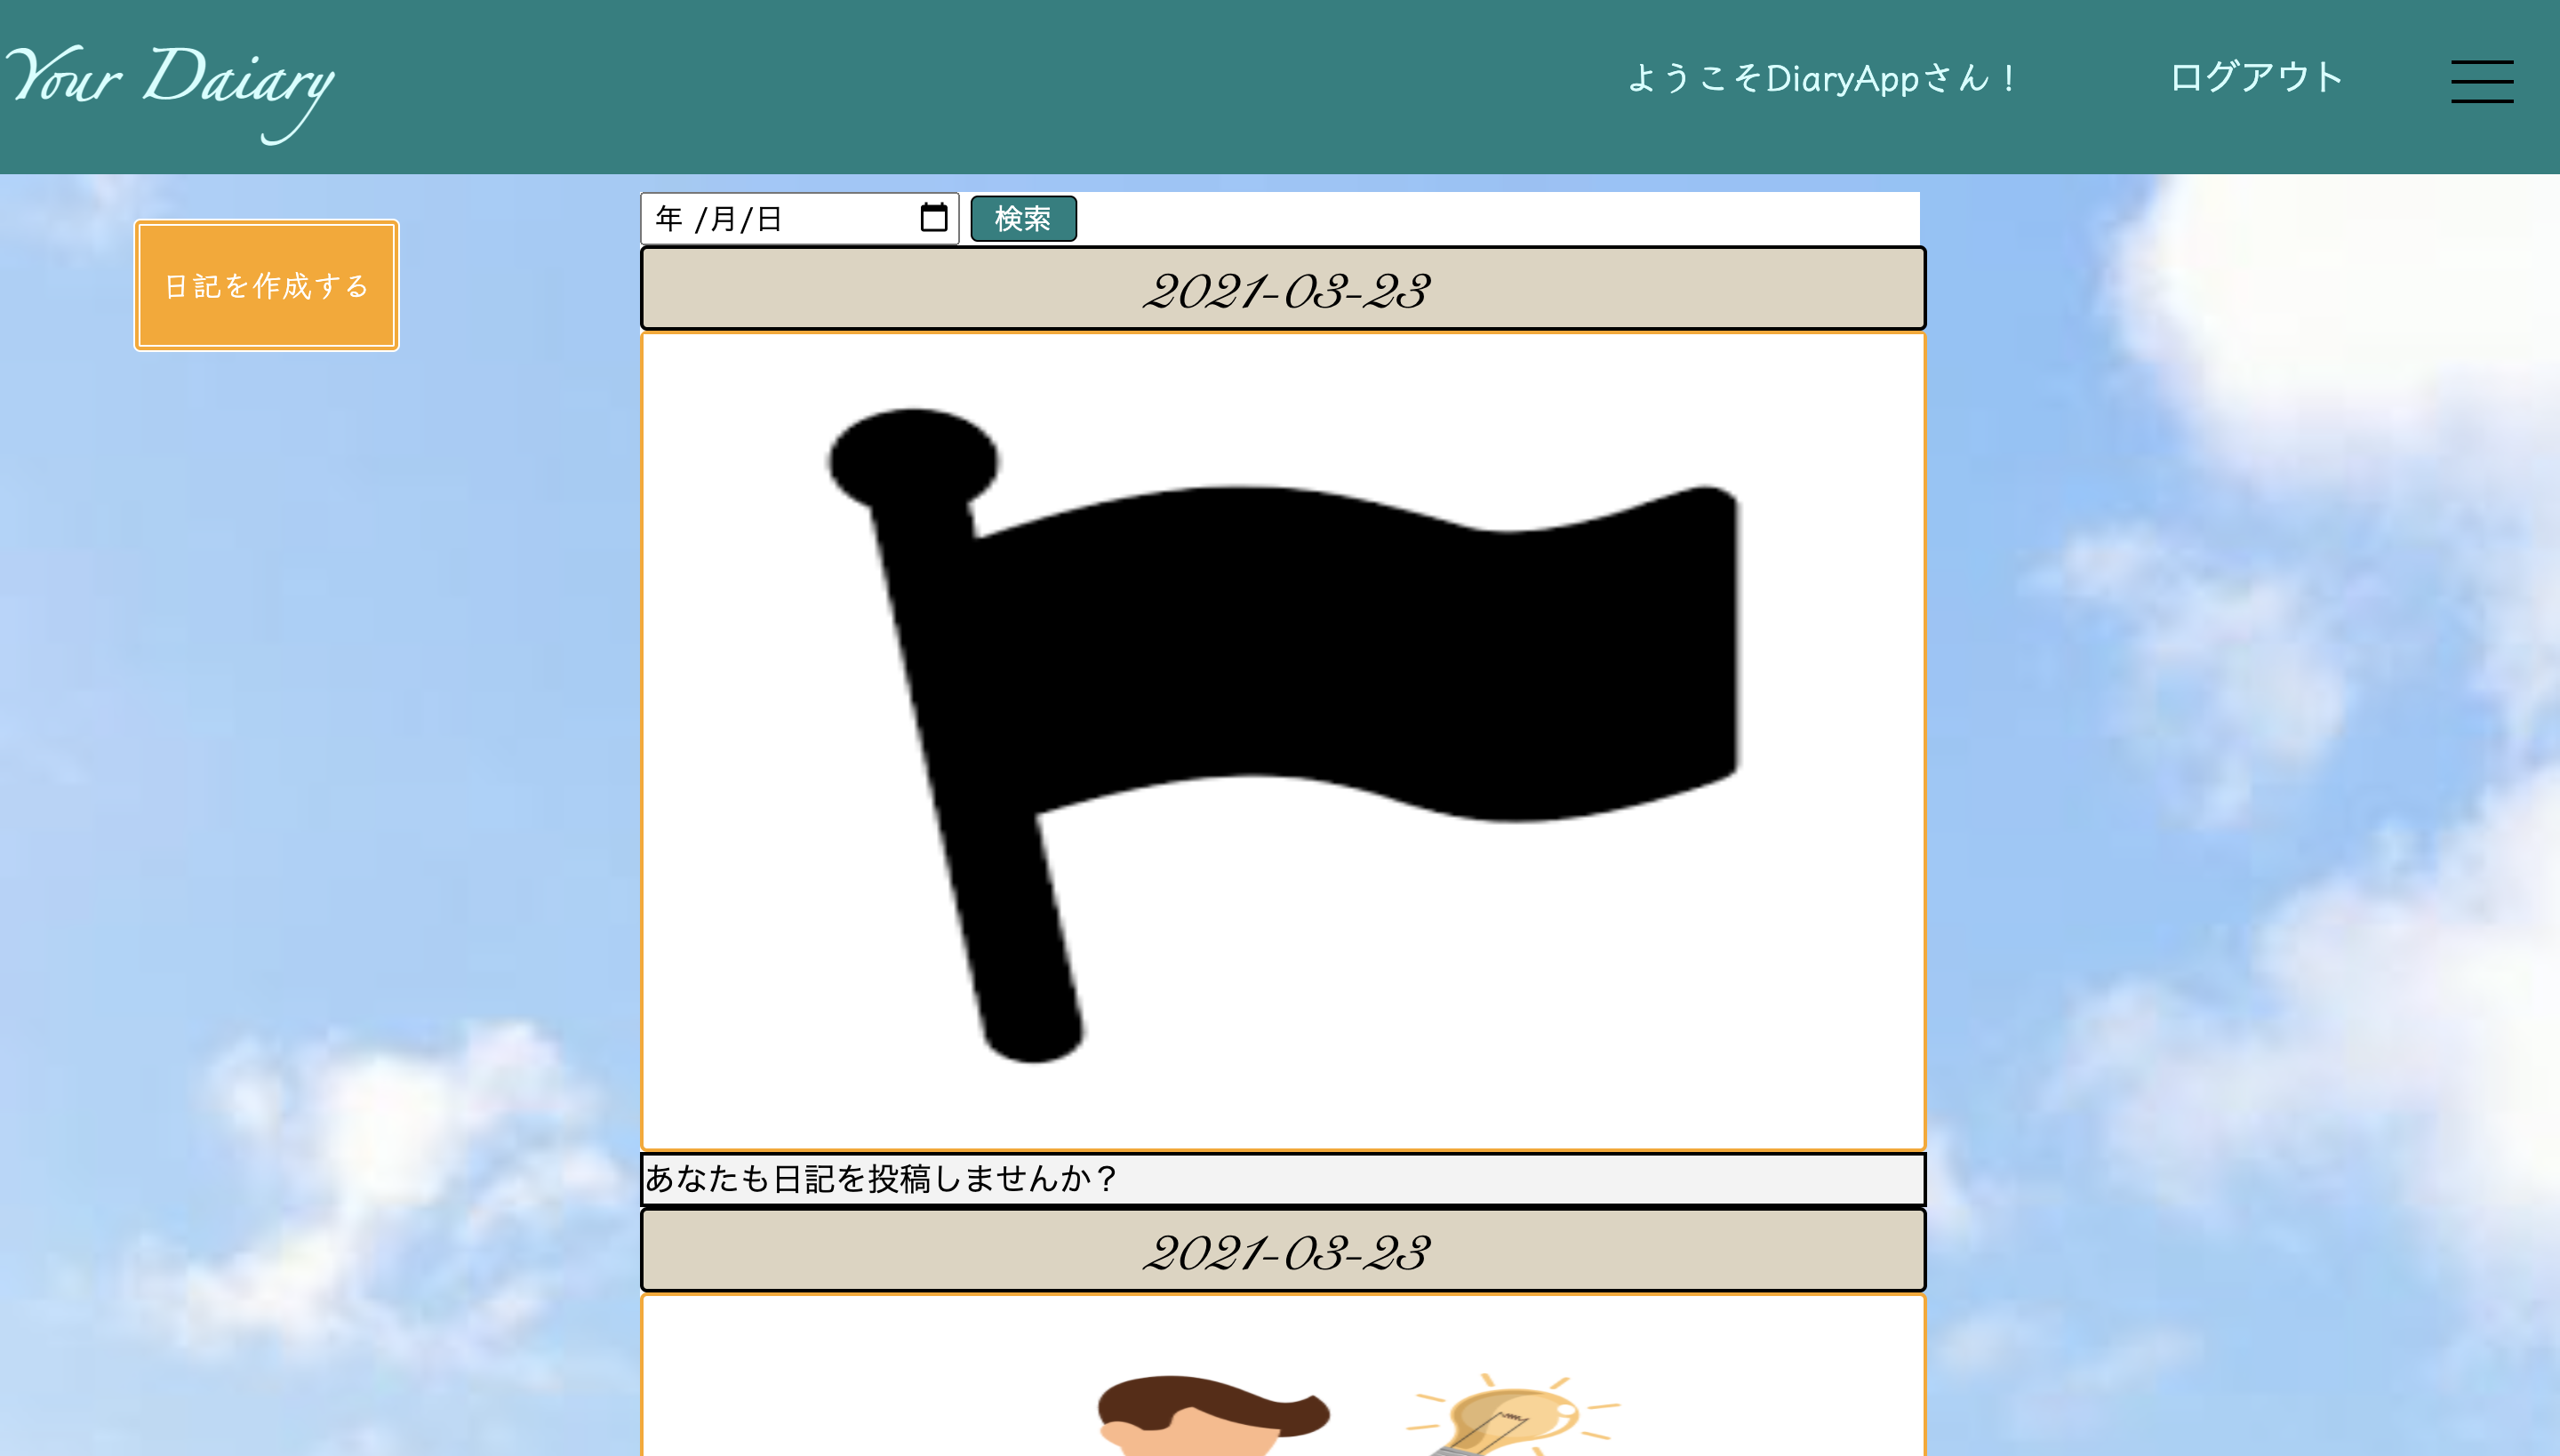 Your Daiary
ようこそDiaryAppさん！
ログアウト
日記を作成する
年 /月/日
検索
2021-03-23
あなたも日記を投稿しませんか？
2021-03-23